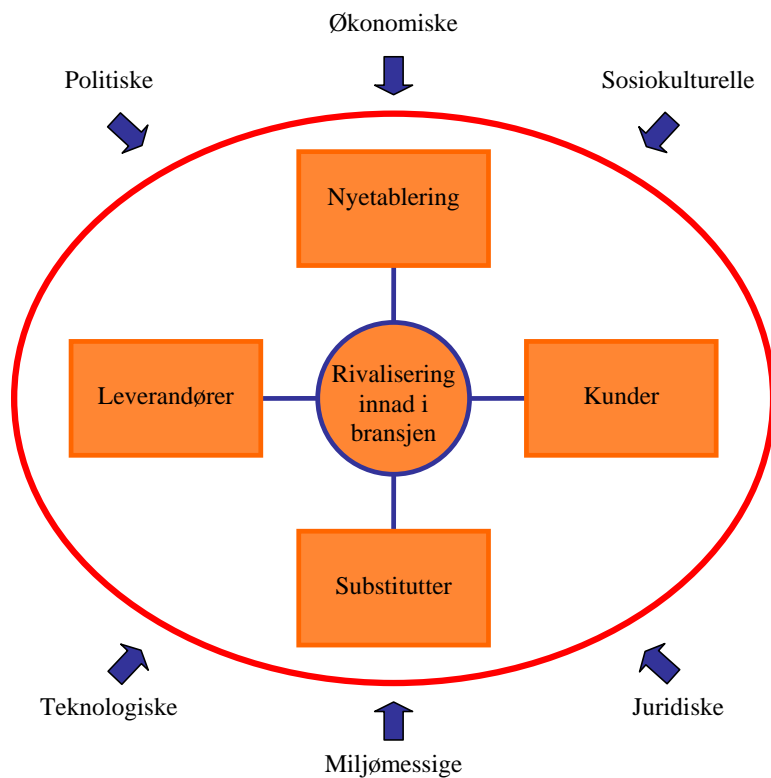 Økonomiske
Politiske
Sosiokulturelle
Nyetablering
Leverandører
Rivalisering
innad i
bransjen
Kunder
Substitutter
Teknologiske
Juridiske
Miljømessige